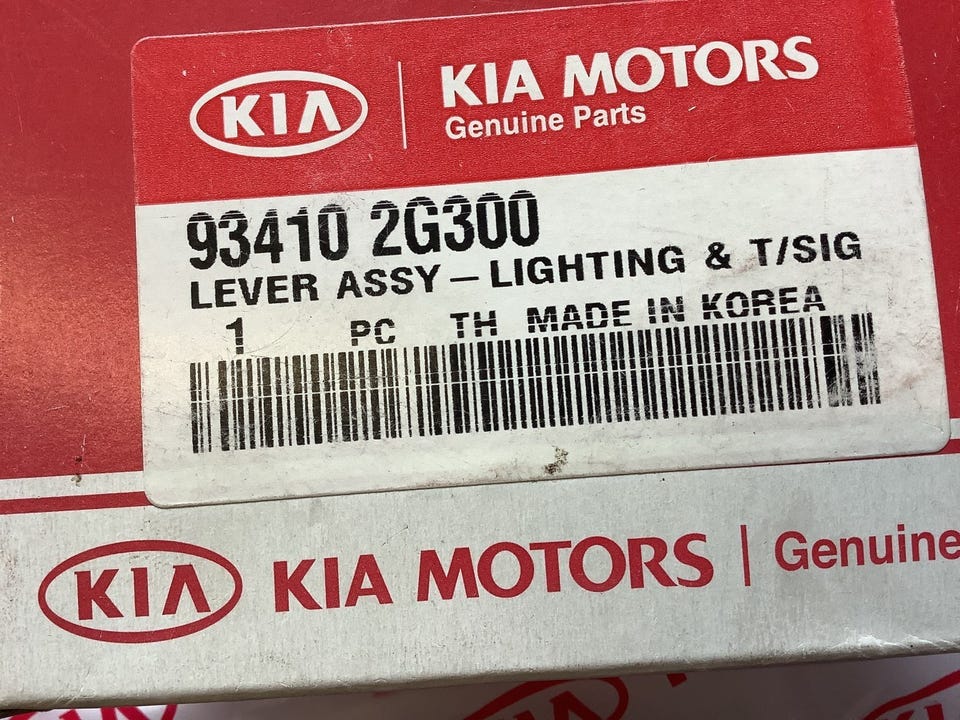 KIA
KIA MOTORS
Genuine Parts
93410 2G300
LEVER ASSY – LIGHTING & T/SIG
1 PC TH MADE IN KOREA
KIA KIA MOTORS | Genuine